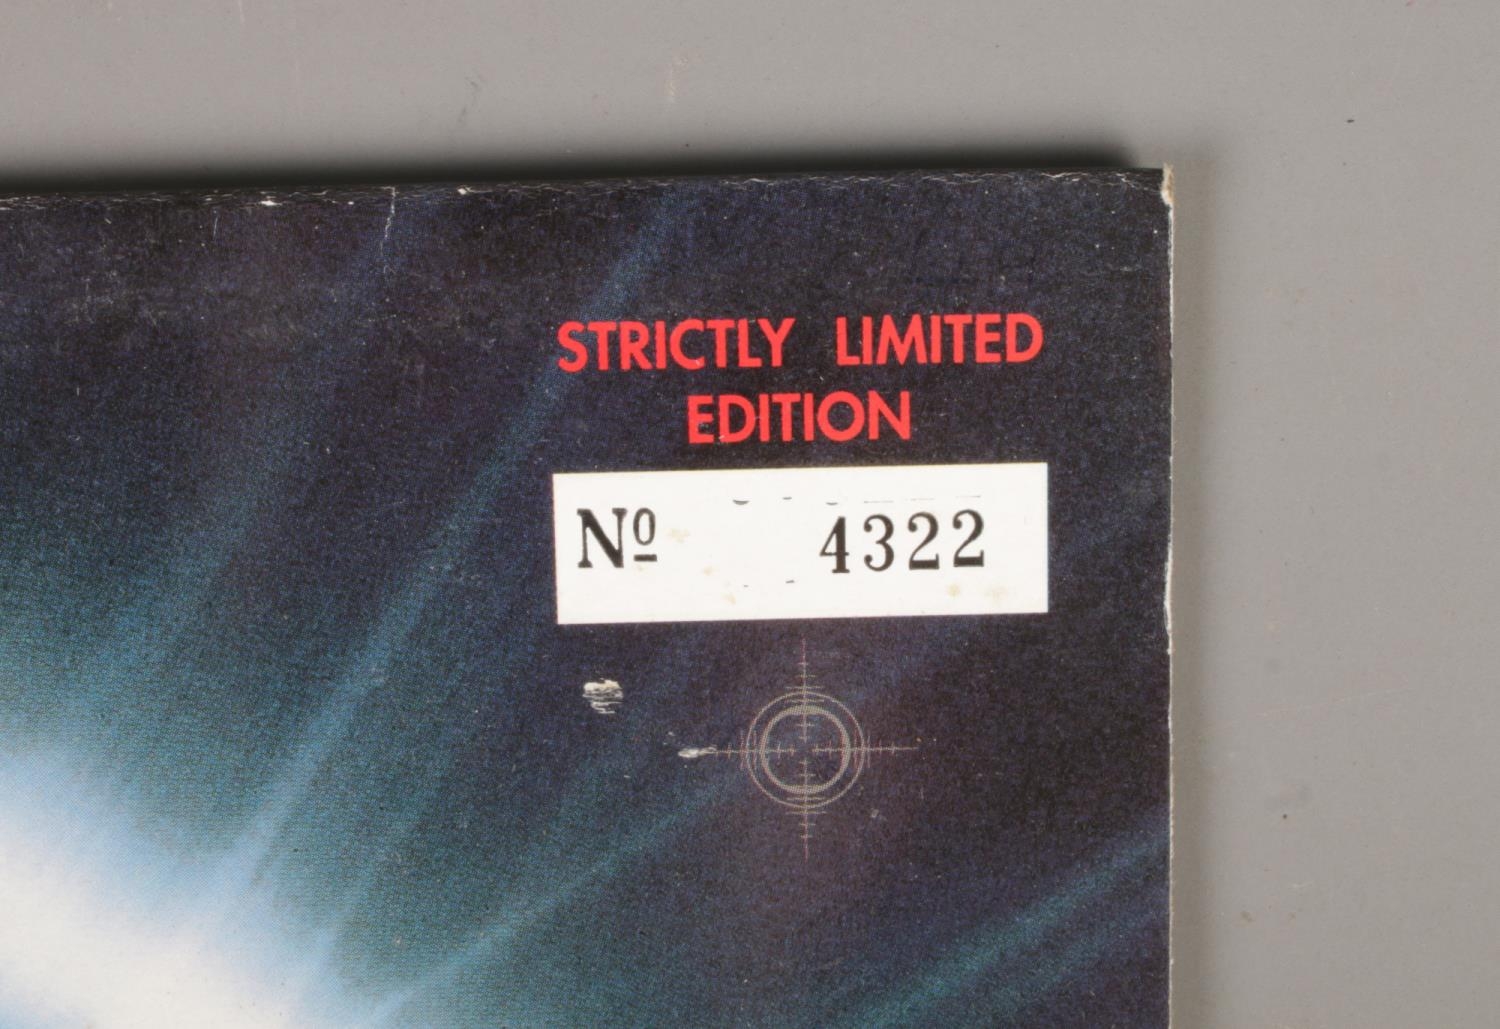 STRICTLY LIMITED
EDITION
Nº 4322